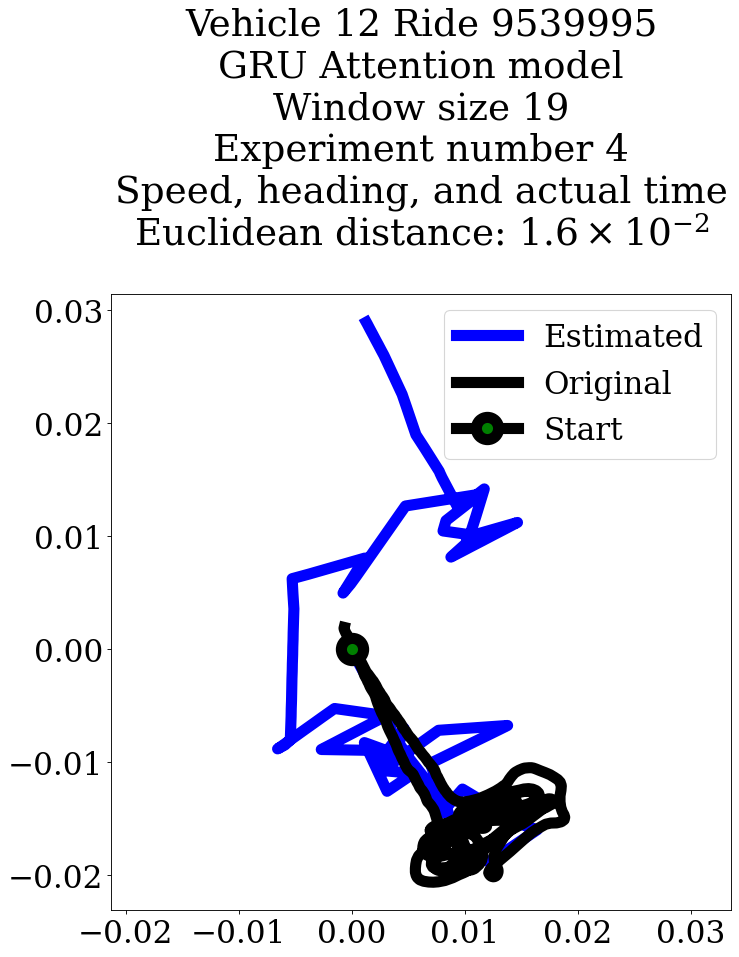 Vehicle 12 Ride 9539995
GRU Attention model
Window size 19
Experiment number 4
Speed, heading, and actual time
Euclidean distance: 1.6 × 10⁻²
0.03
0.02
0.01
0.00
−0.01
−0.02
Estimated
Original
Start
−0.02 −0.01 0.00 0.01 0.02 0.03